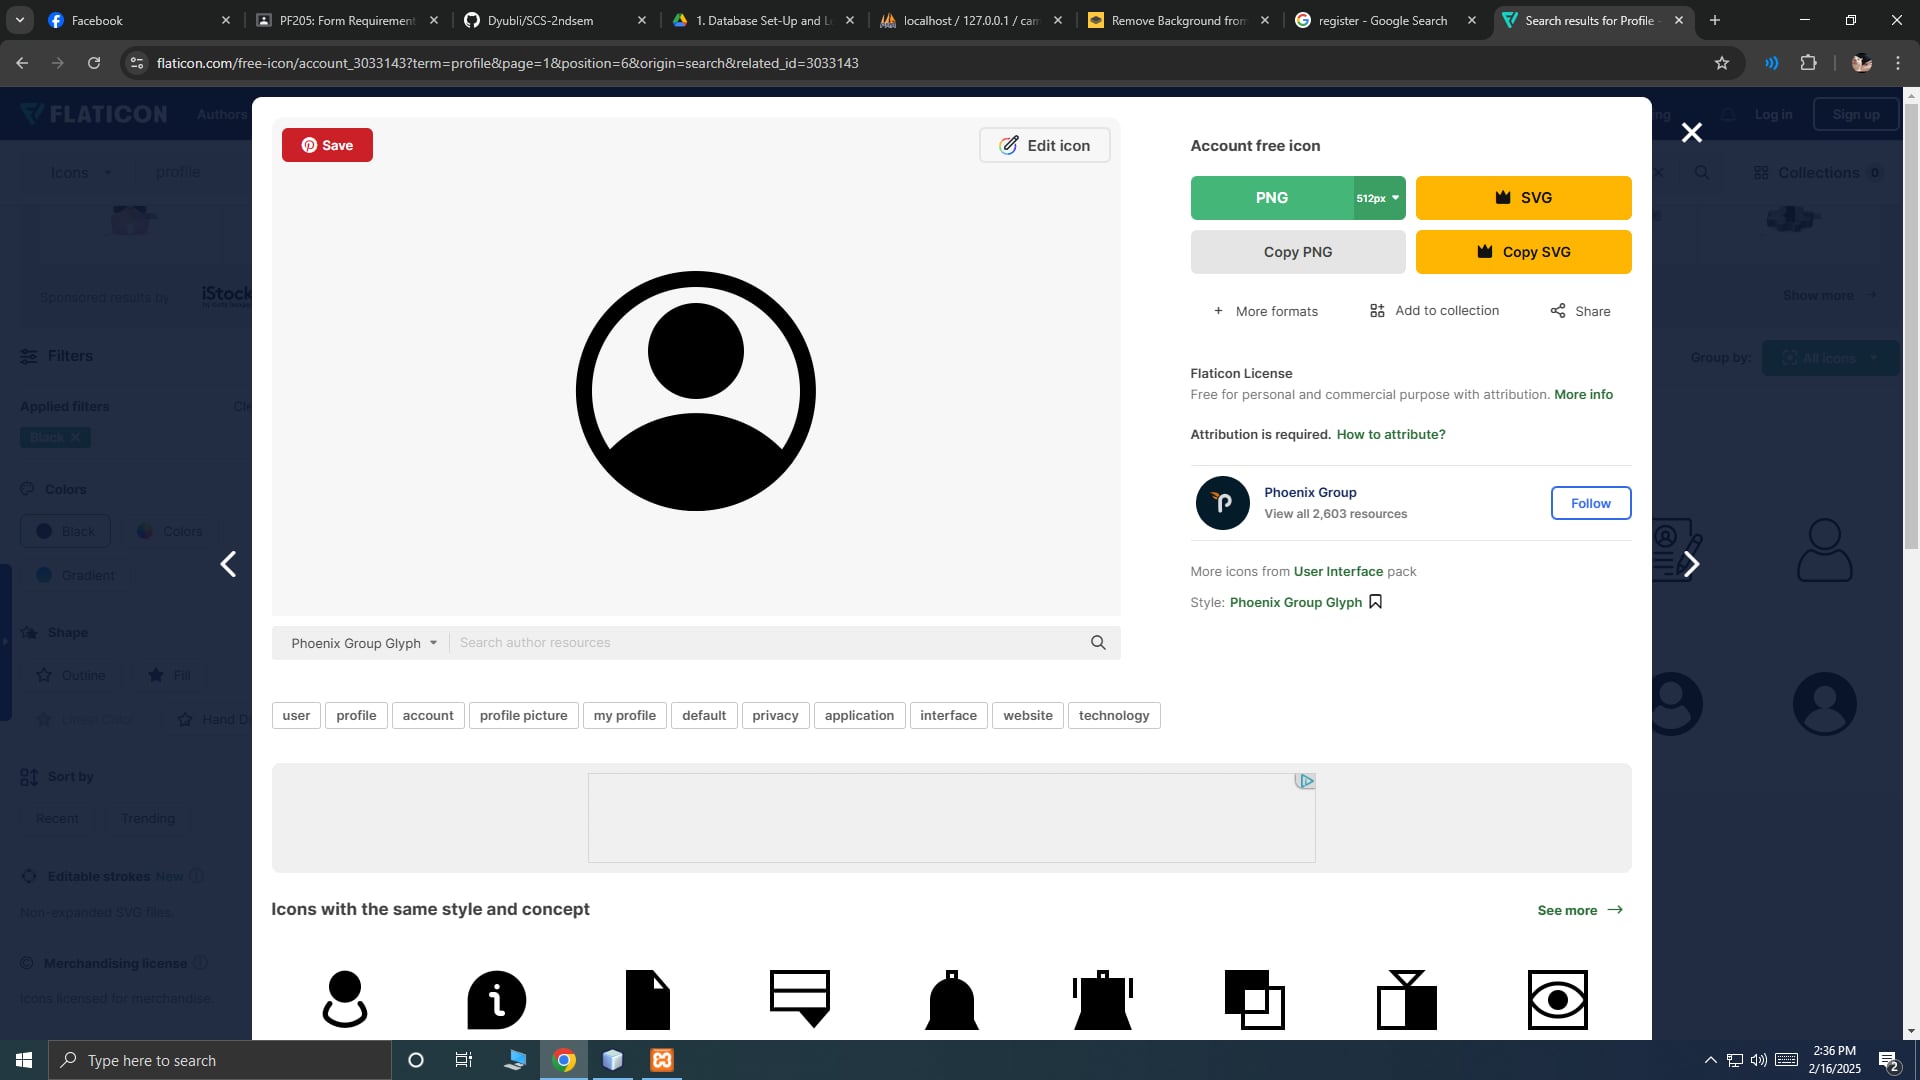 Facebook
PF205: Form Requirement
Dyubli/SCS-2ndsem
1. Database Set-Up and Lo
localhost / 127.0.0.1 / cam
Remove Background from
register - Google Search
Search results for Profile -
flaticon.com/free-icon/account_3033143?term=profile&page=1&position=6&origin=search&related_id=3033143
FLATICON
Authors
Log in
Sign up
Icons
profile
Collections 0
Save
Edit icon
Account free icon
PNG
512px
SVG
Copy PNG
Copy SVG
+ More formats
Add to collection
Share
Sponsored results by
iStock
Show more
Filters
Group by:
All icons
Applied filters
Black
Flaticon License
Free for personal and commercial purpose with attribution. More info
Attribution is required. How to attribute?
Phoenix Group
View all 2,603 resources
Follow
More icons from User Interface pack
Style: Phoenix Group Glyph
Colors
Black
Colors
Gradient
Shape
Outline
Fill
Linear Color
Phoenix Group Glyph
Search author resources
user
profile
account
profile picture
my profile
default
privacy
application
interface
website
technology
Sort by
Recent
Trending
Editable strokes New
Non-expanded SVG files.
Merchandising license
Icons licensed for merchandise.
Icons with the same style and concept
See more
Type here to search
2:36 PM
2/16/2025
2